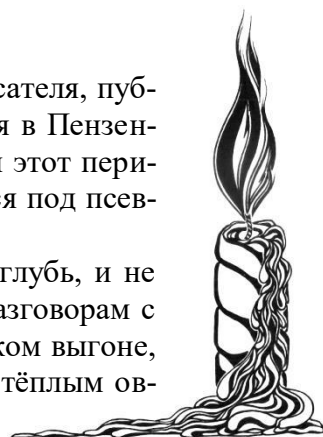 сателя, пуб-
я в Пензен-
и этот пери-
ся под псев-
глубь, и не
азговорам с
ком выгоне,
тёплым ов-